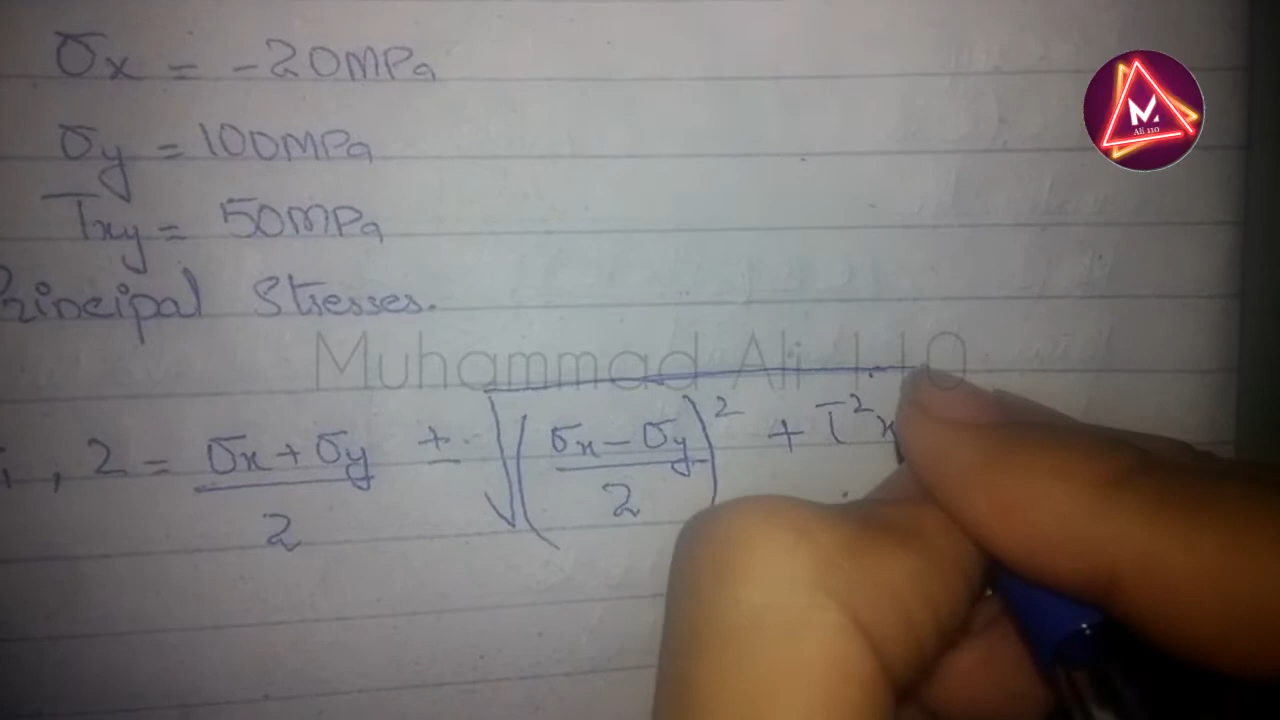 σx = -20MPa
σy = 100MPa
τxy = 50MPa
Principal Stresses.
Muhammad Ali 110
, 2 = σx + σy / 2 ± √((σx - σy / 2)² + τ²x
M.
Ali 110